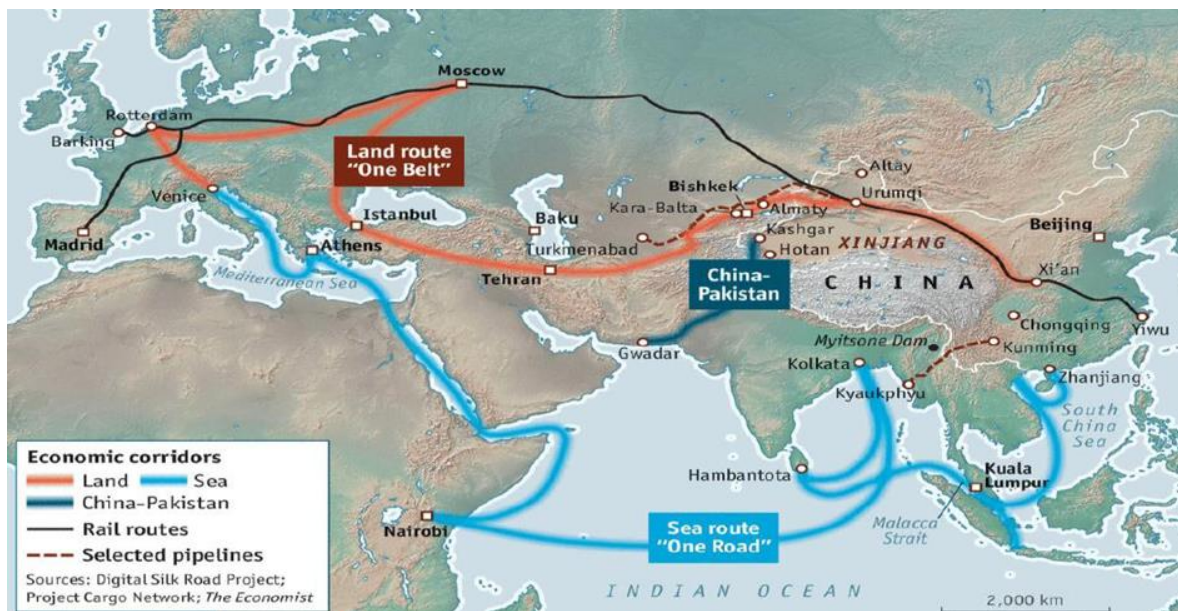 Moscow
Rotterdam
Barking
Land route
"One Belt"
Altay
Venice
Bishkek
Urumqi
Kara-Balta
Almaty
Istanbul
Baku
Kashgar
Beijing
Madrid
Athens
Turkmenabad
Hotan
XINJIANG
Mediterranean Sea
Tehran
China-
Pakistan
CHINA
Xi'an
Chongqing
Yiwu
Gwadar
Myitsone Dam
Kunming
Kolkata
Zhanjiang
Kyaukphyu
SOUTH
CHINA
SEA
Economic corridors
Land
Sea
China-Pakistan
Rail routes
Selected pipelines
Sources: Digital Silk Road Project;
Project Cargo Network; The Economist
Hambantota
Kuala
Lumpur
Nairobi
Sea route
"One Road"
Malacca
Strait
INDIAN OCEAN
2,000 km